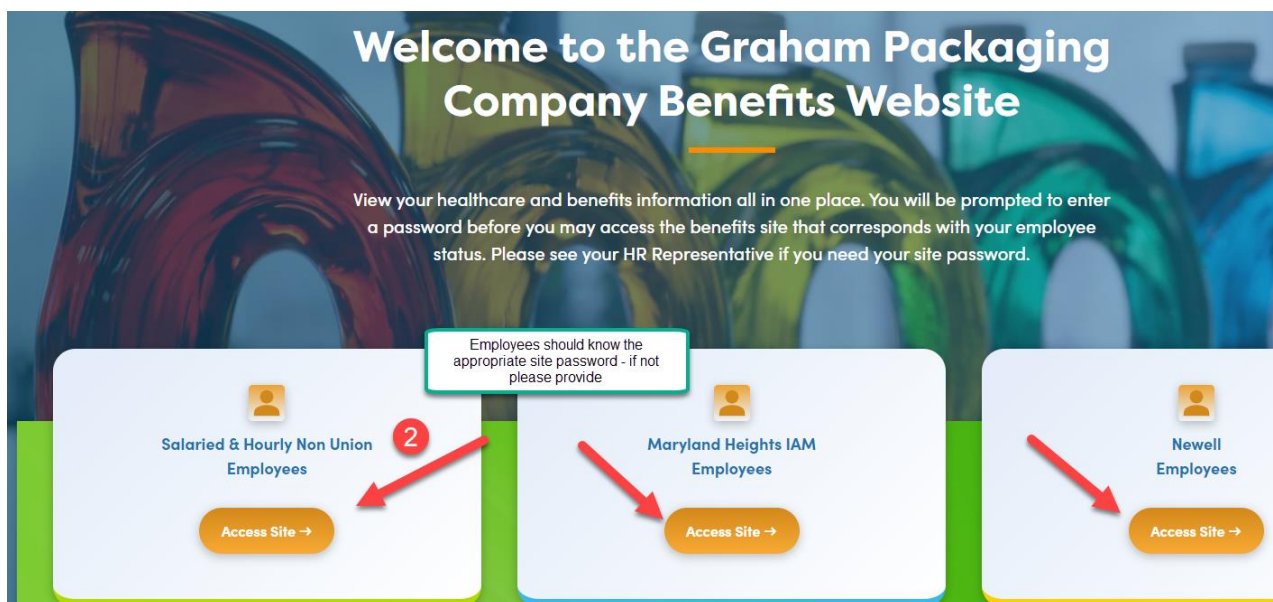 Welcome to the Graham Packaging
Company Benefits Website
View your healthcare and benefits information all in one place. You will be prompted to enter
a password before you may access the benefits site that corresponds with your employee
status. Please see your HR Representative if you need your site password.
Employees should know the
appropriate site password - if not
please provide
Salaried & Hourly Non Union
Employees
2
Access Site →
Maryland Heights IAM
Employees
Access Site →
Newell
Employees
Access Site →